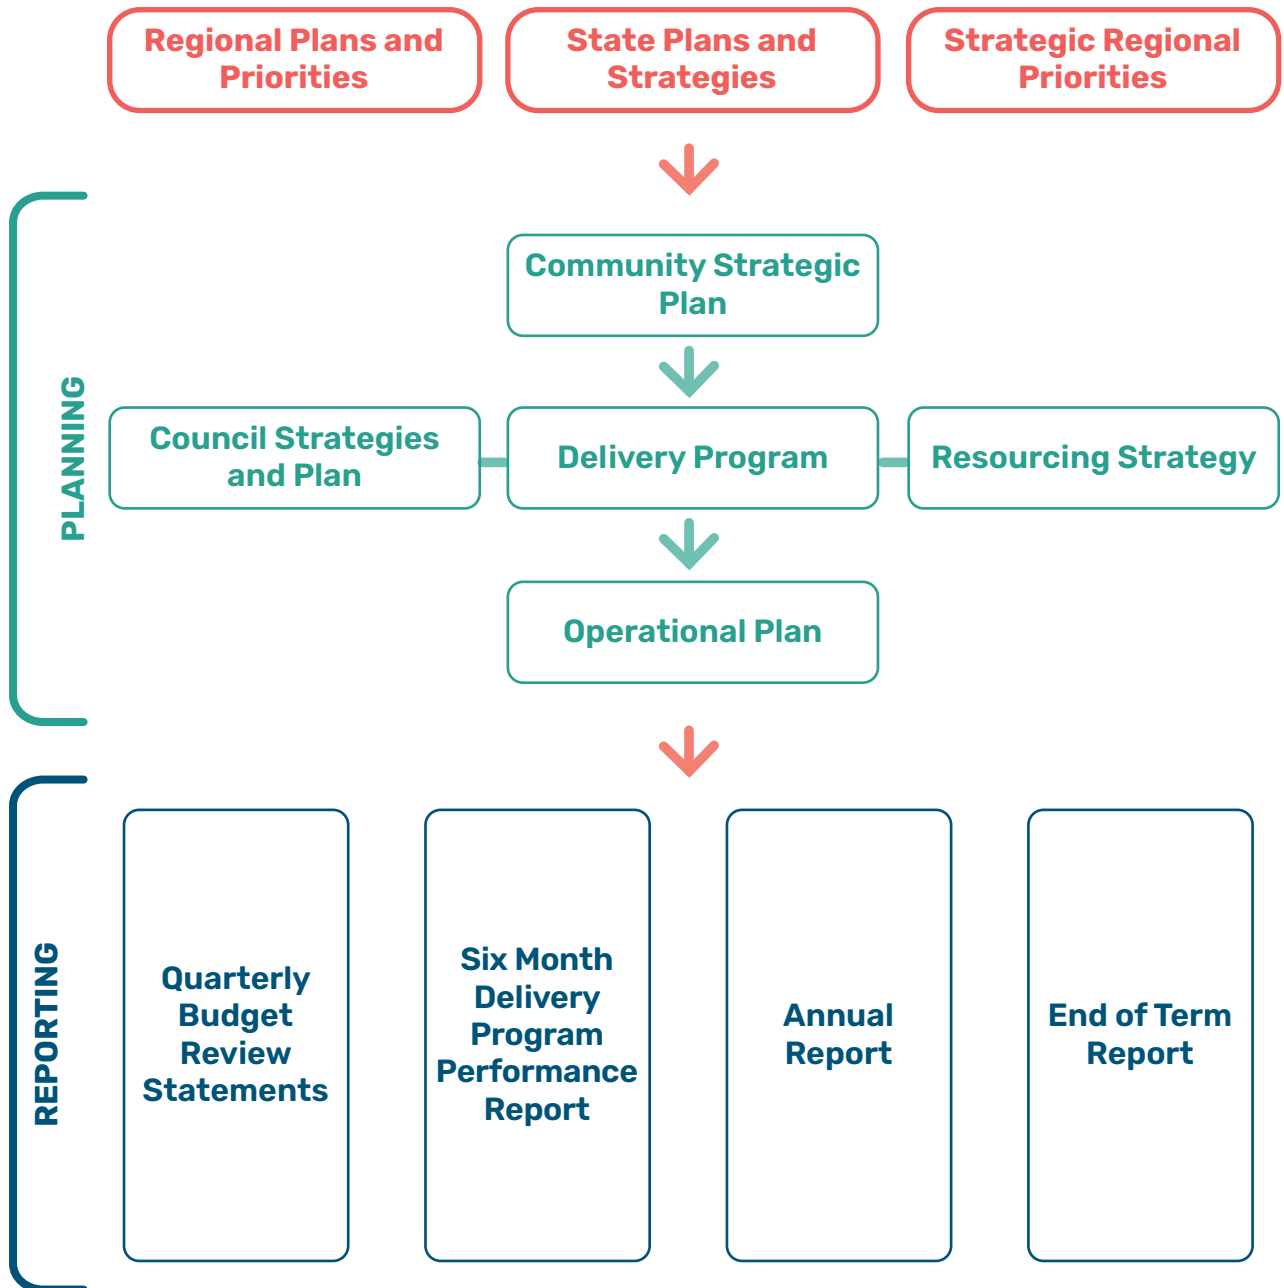 Regional Plans and
Priorities
State Plans and
Strategies
Strategic Regional
Priorities
PLANNING
Community Strategic
Plan
Council Strategies
and Plan
Delivery Program
Resourcing Strategy
Operational Plan
REPORTING
Quarterly
Budget
Review
Statements
Six Month
Delivery
Program
Performance
Report
Annual
Report
End of Term
Report